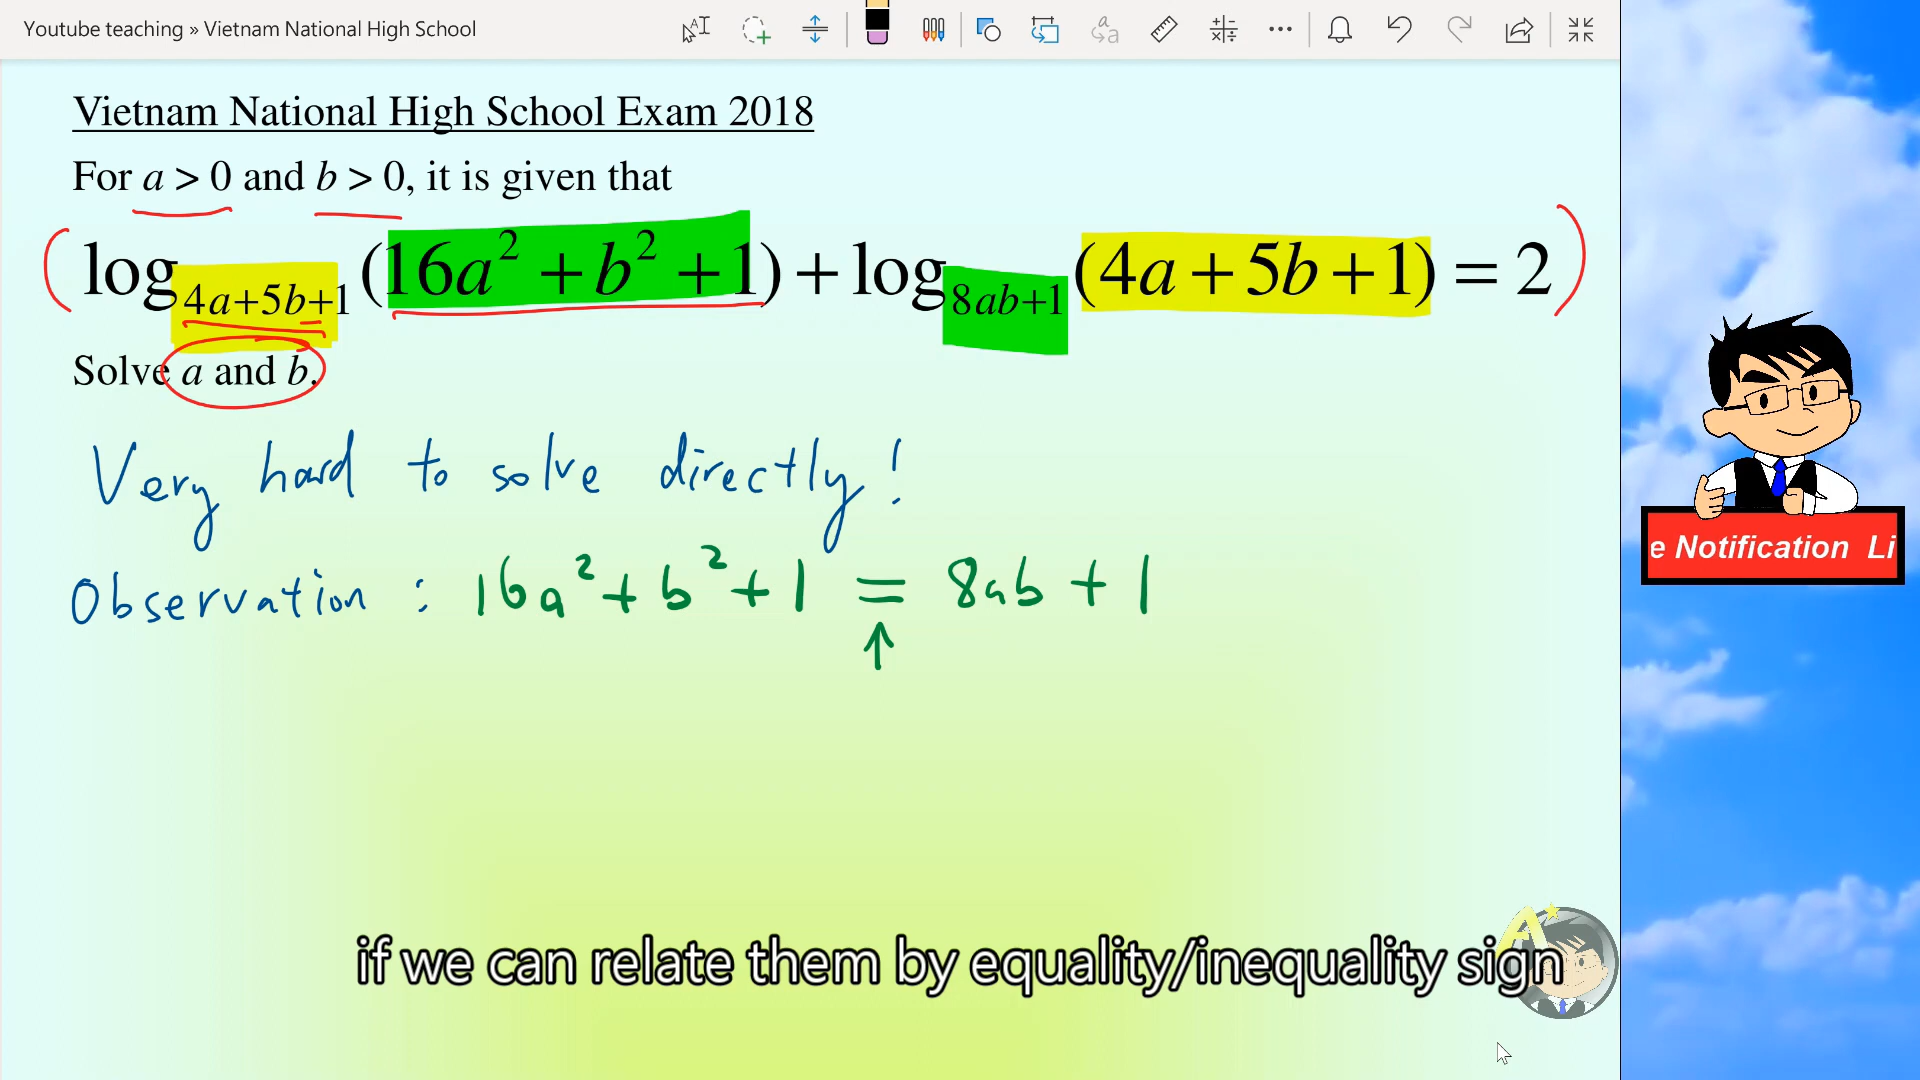 Youtube teaching » Vietnam National High School
Vietnam National High School Exam 2018
For a > 0 and b > 0, it is given that
(log₄ₐ₊₅b₊₁ (16a² + b² + 1) + log₈ₐb₊₁ (4a + 5b + 1) = 2)
Solve a and b.
Very hard to solve directly!
Observation : 16a² + b² + 1 = 8ab + 1
↑
e Notification Li
if we can relate them by equality/inequality sign